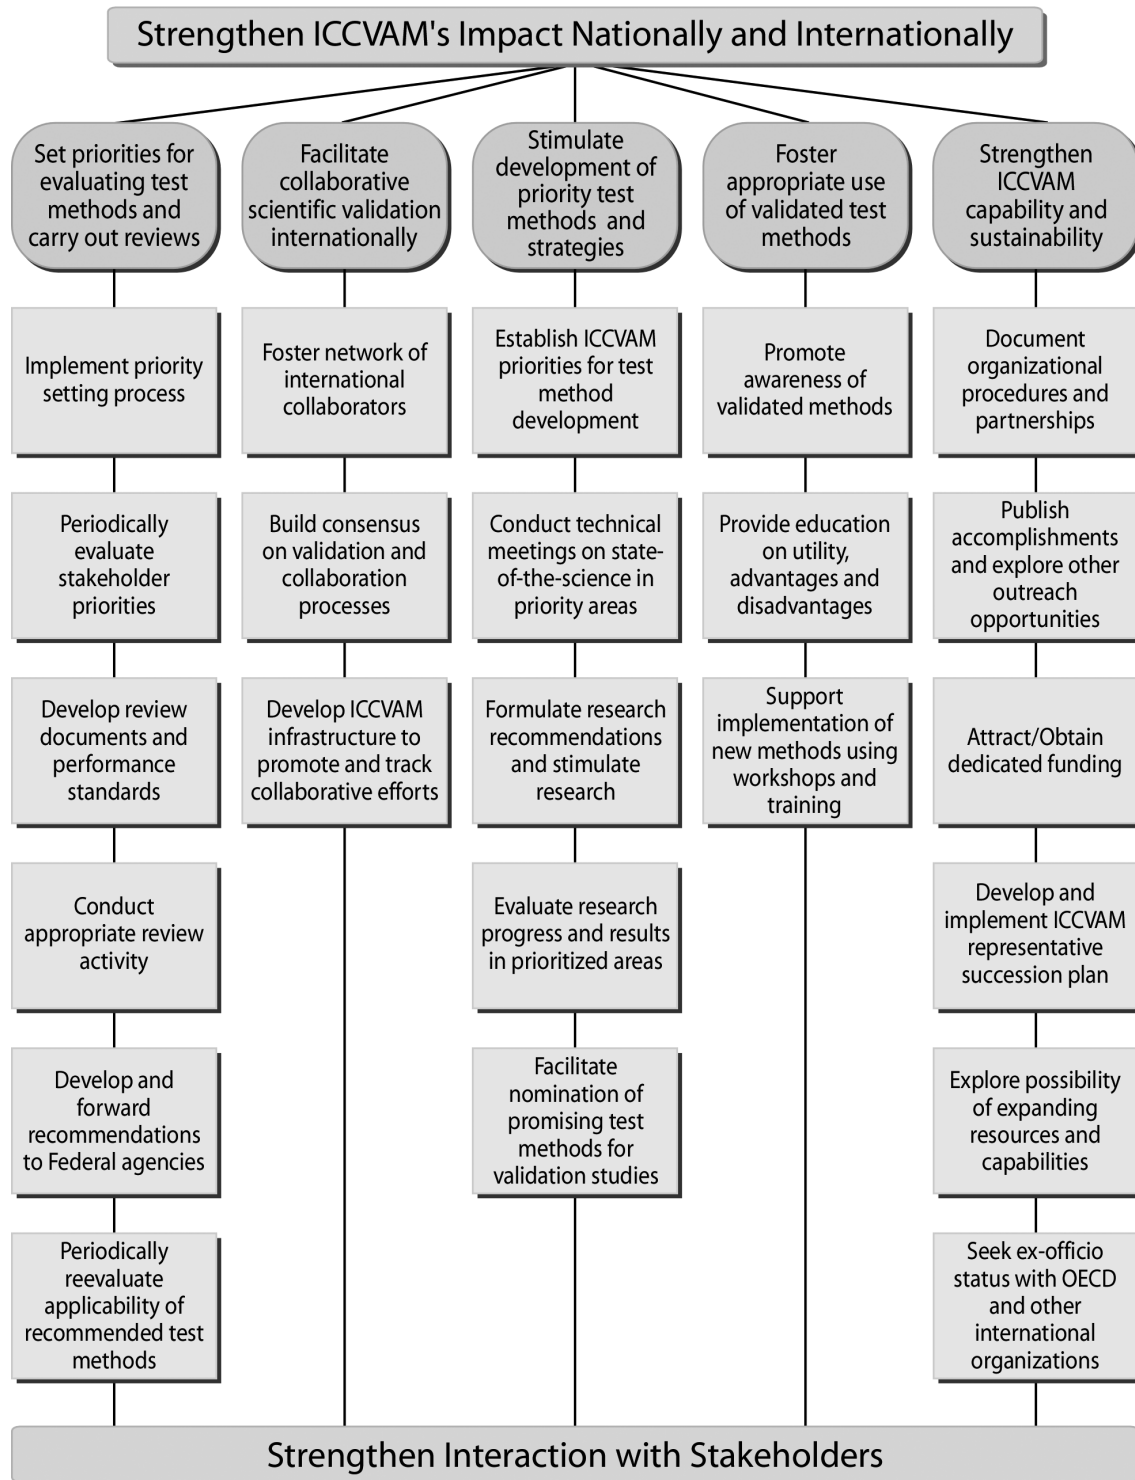 Strengthen ICCVAM's Impact Nationally and Internationally
Set priorities for
evaluating test
methods and
carry out reviews
Implement priority
setting process
Periodically
evaluate
stakeholder
priorities
Develop review
documents and
performance
standards
Conduct
appropriate review
activity
Develop and
forward
recommendations
to Federal agencies
Periodically
reevaluate
applicability of
recommended test
methods
Facilitate
collaborative
scientific validation
internationally
Foster network of
international
collaborators
Build consensus
on validation and
collaboration
processes
Develop ICCVAM
infrastructure to
promote and track
collaborative efforts
Stimulate
development of
priority test
methods and
strategies
Establish ICCVAM
priorities for test
method
development
Conduct technical
meetings on state-
of-the-science in
priority areas
Formulate research
recommendations
and stimulate
research
Evaluate research
progress and results
in prioritized areas
Facilitate
nomination of
promising test
methods for
validation studies
Foster
appropriate use
of validated test
methods
Promote
awareness of
validated methods
Provide education
on utility,
advantages and
disadvantages
Support
implementation of
new methods using
workshops and
training
Strengthen
ICCVAM
capability and
sustainability
Document
organizational
procedures and
partnerships
Publish
accomplishments
and explore other
outreach
opportunities
Attract/Obtain
dedicated funding
Develop and
implement ICCVAM
representative
succession plan
Explore possibility
of expanding
resources and
capabilities
Seek ex-officio
status with OECD
and other
international
organizations
Strengthen Interaction with Stakeholders